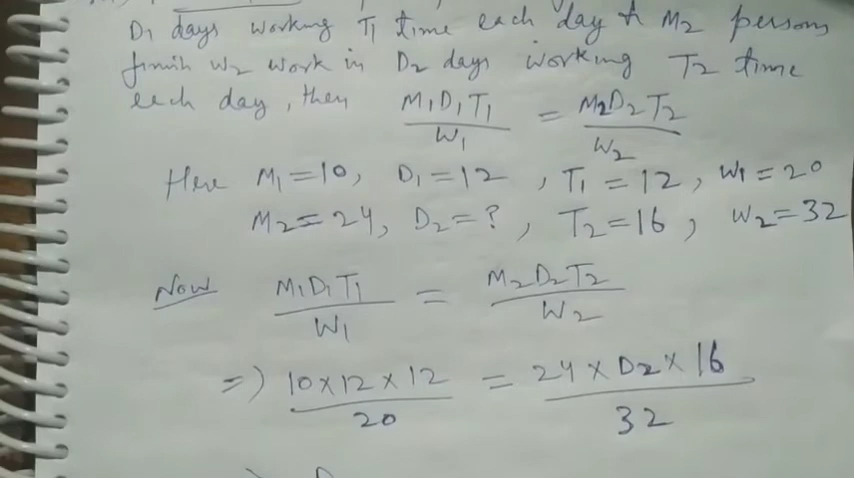 D1 days working T1 time each day & M2 persons
finish W2 work in D2 days working T2 time
each day, then M1D1T1/W1 = M2D2T2/W2
Here M1=10, D1=12, T1=12, W1=20
M2=24, D2=?, T2=16, W2=32
Now M1D1T1/W1 = M2D2T2/W2
=> 10×12×12/20 = 24×D2×16/32